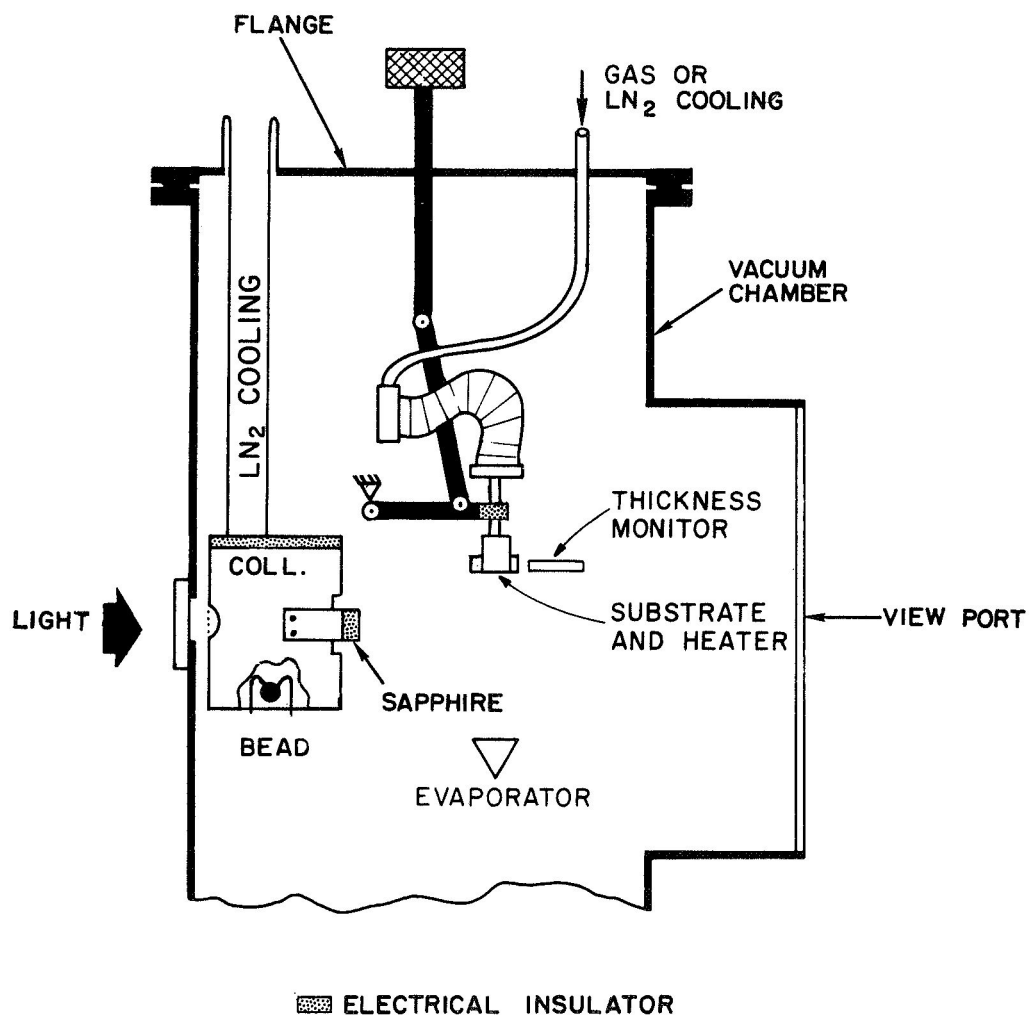 FLANGE
GAS OR
LN₂ COOLING
VACUUM
CHAMBER
LN₂ COOLING
THICKNESS
MONITOR
COLL.
LIGHT
SUBSTRATE
AND HEATER
VIEW PORT
SAPPHIRE
BEAD
EVAPORATOR
ELECTRICAL INSULATOR